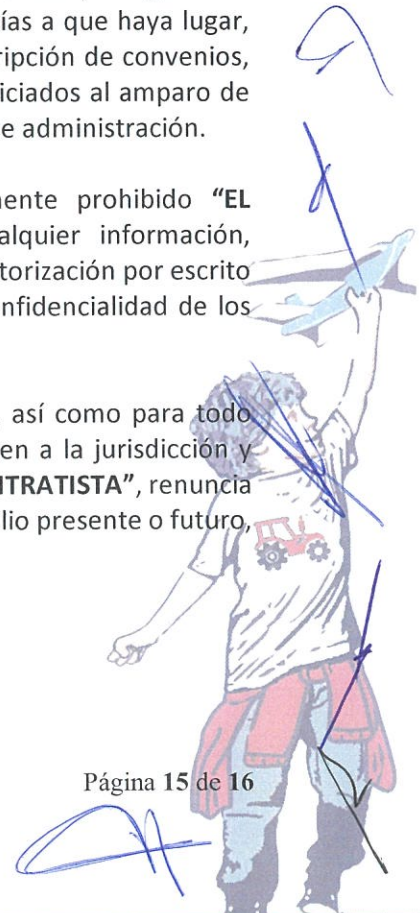 ías a que haya lugar,
ripción de convenios,
iciados al amparo de
e administración.
ente prohibido “EL
alquier información,
torización por escrito
nfidencialidad de los
así como para todo
en a la jurisdicción y
ITRATISTA”, renuncia
lio presente o futuro,
Página 15 de 16